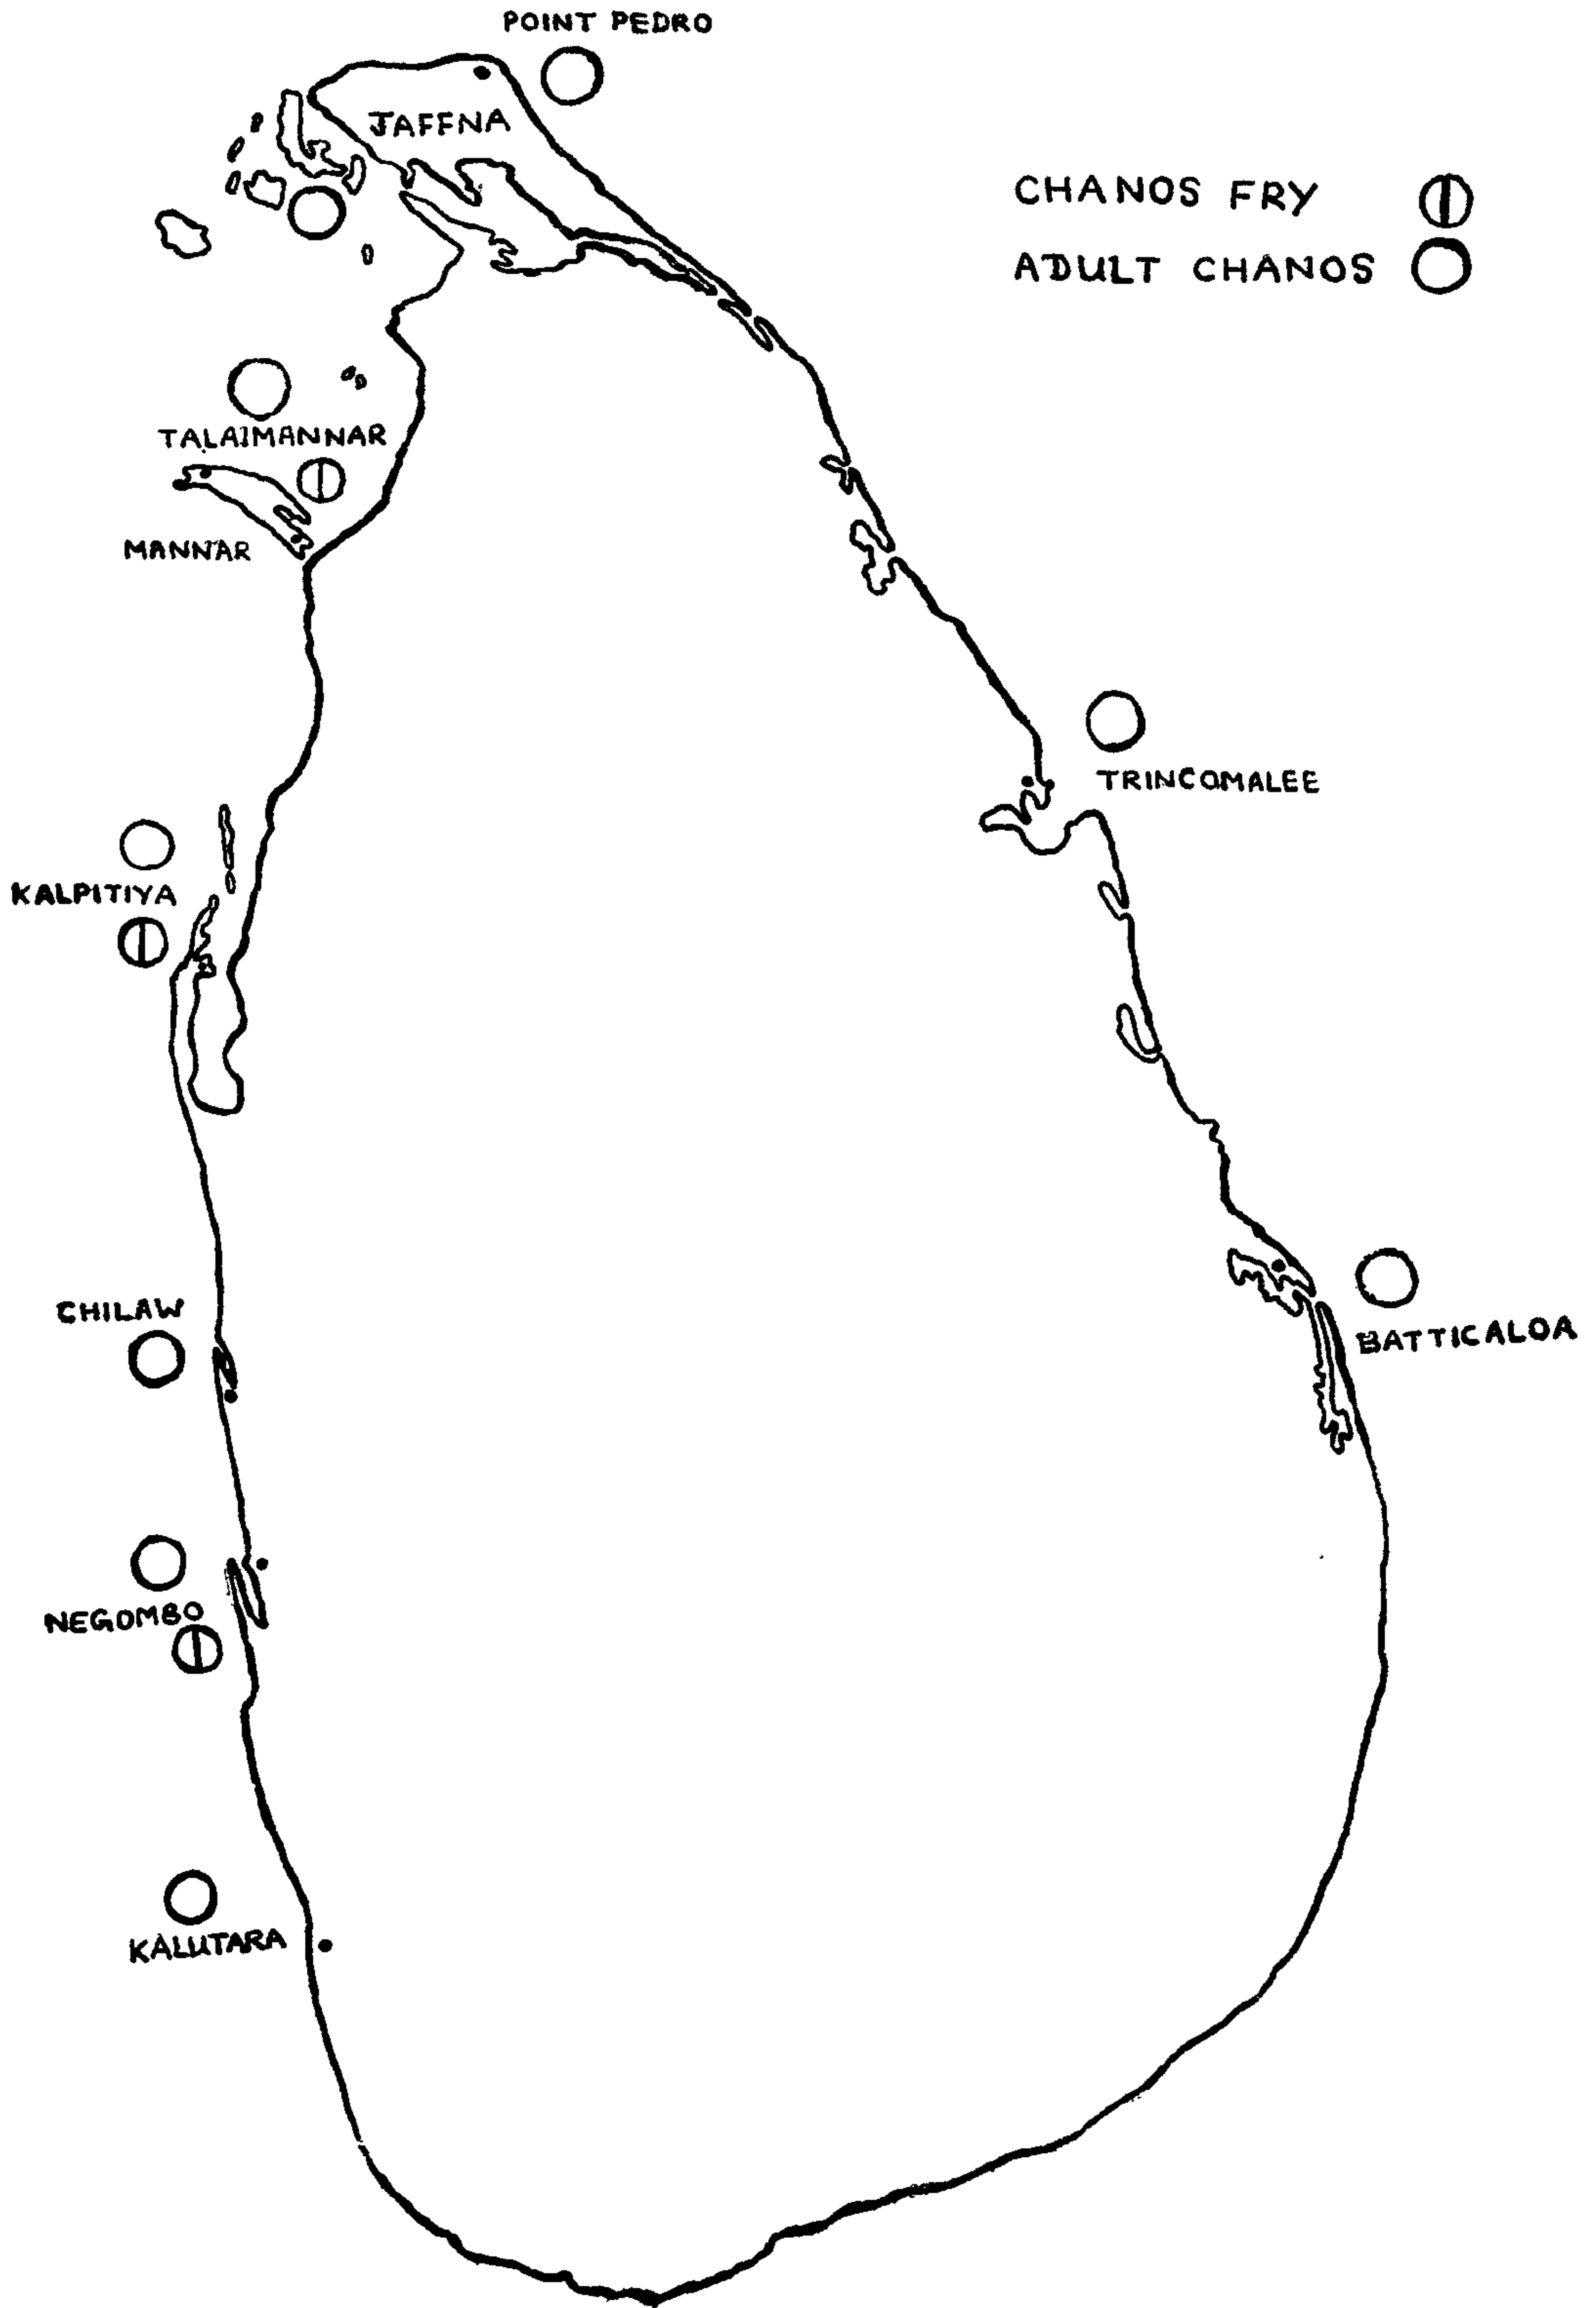 POINT PEDRO
JAFFNA
CHANOS FRY
ADULT CHANOS
TALAIMANNAR
MANNAR
TRINCOMALEE
KALPITIYA
CHILAW
BATTICALOA
NEGOMBO
KALUTARA